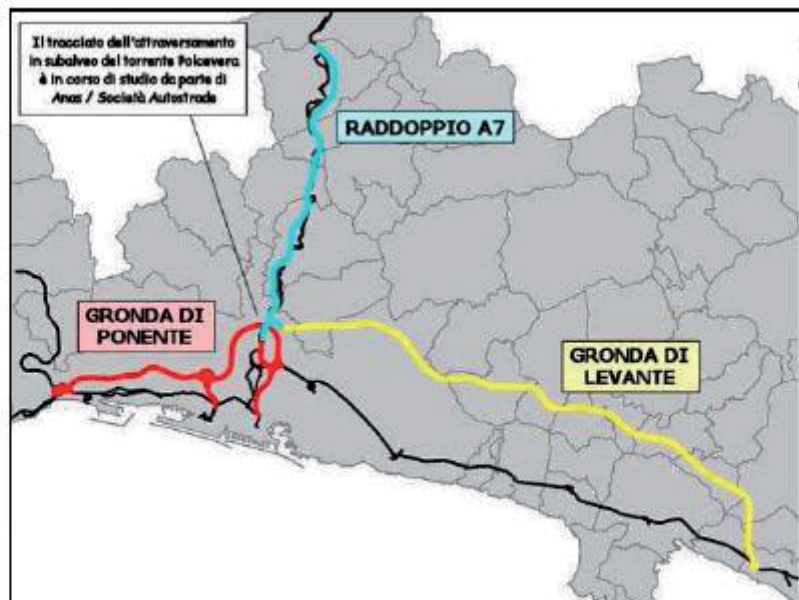 Il tracciato dell'attraversamento
in subalveo del torrente Polcevera
è in corso di studio da parte di
Anas / Società Autostrade
RADDOPPIO A7
GRONDA DI
PONENTE
GRONDA DI
LEVANTE